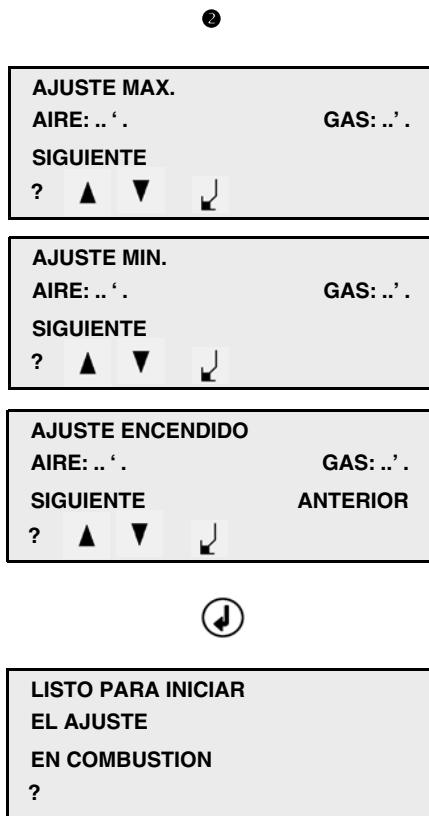 ❷
AJUSTE MAX.
AIRE: .. ‘ . GAS: ..’ .
SIGUIENTE
? ▲ ▼ ↲
AJUSTE MIN.
AIRE: .. ‘ . GAS: ..’ .
SIGUIENTE
? ▲ ▼ ↲
AJUSTE ENCENDIDO
AIRE: .. ‘ . GAS: ..’ .
SIGUIENTE ANTERIOR
? ▲ ▼ ↲
LISTO PARA INICIAR
EL AJUSTE
EN COMBUSTION
?